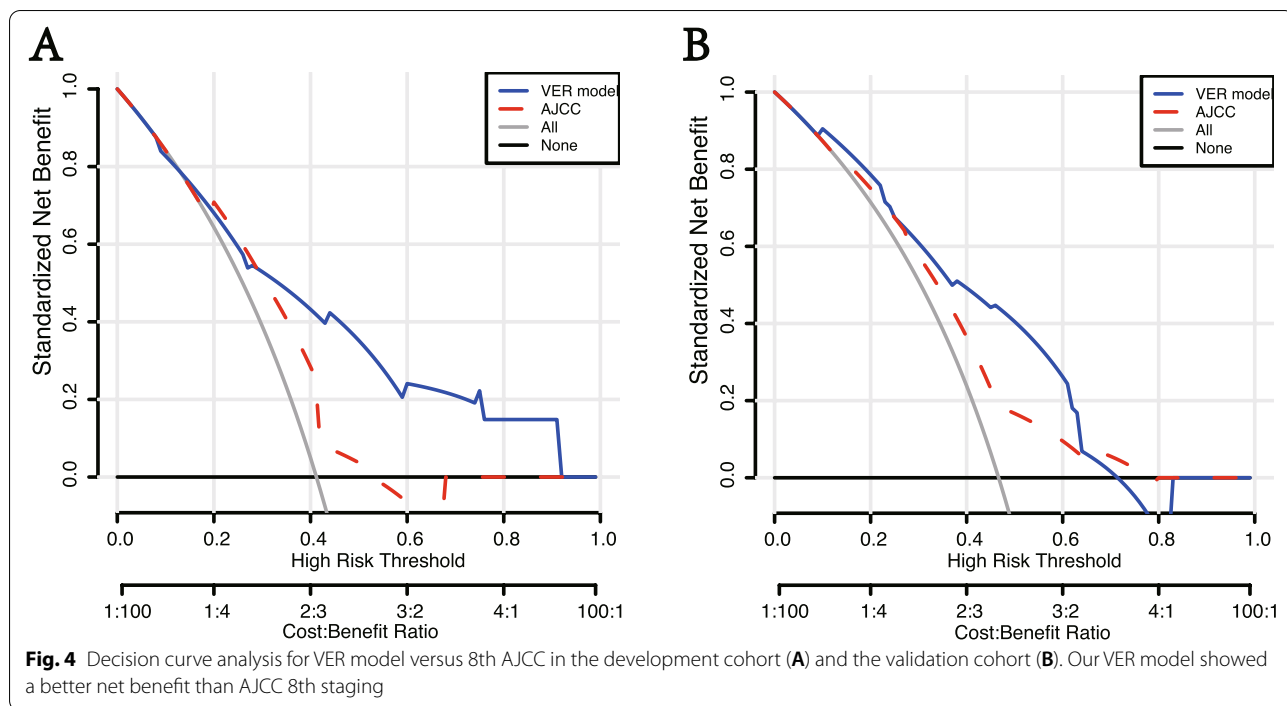 A
Standardized Net Benefit
1.0
0.8
0.6
0.4
0.2
0.0
VER model
AJCC
All
None
0.0 0.2 0.4 0.6 0.8 1.0
High Risk Threshold
1:100 1:4 2:3 3:2 4:1 100:1
Cost:Benefit Ratio
B
Standardized Net Benefit
1.0
0.8
0.6
0.4
0.2
0.0
VER model
AJCC
All
None
0.0 0.2 0.4 0.6 0.8 1.0
High Risk Threshold
1:100 1:4 2:3 3:2 4:1 100:1
Cost:Benefit Ratio
Fig. 4 Decision curve analysis for VER model versus 8th AJCC in the development cohort (A) and the validation cohort (B). Our VER model showed
a better net benefit than AJCC 8th staging